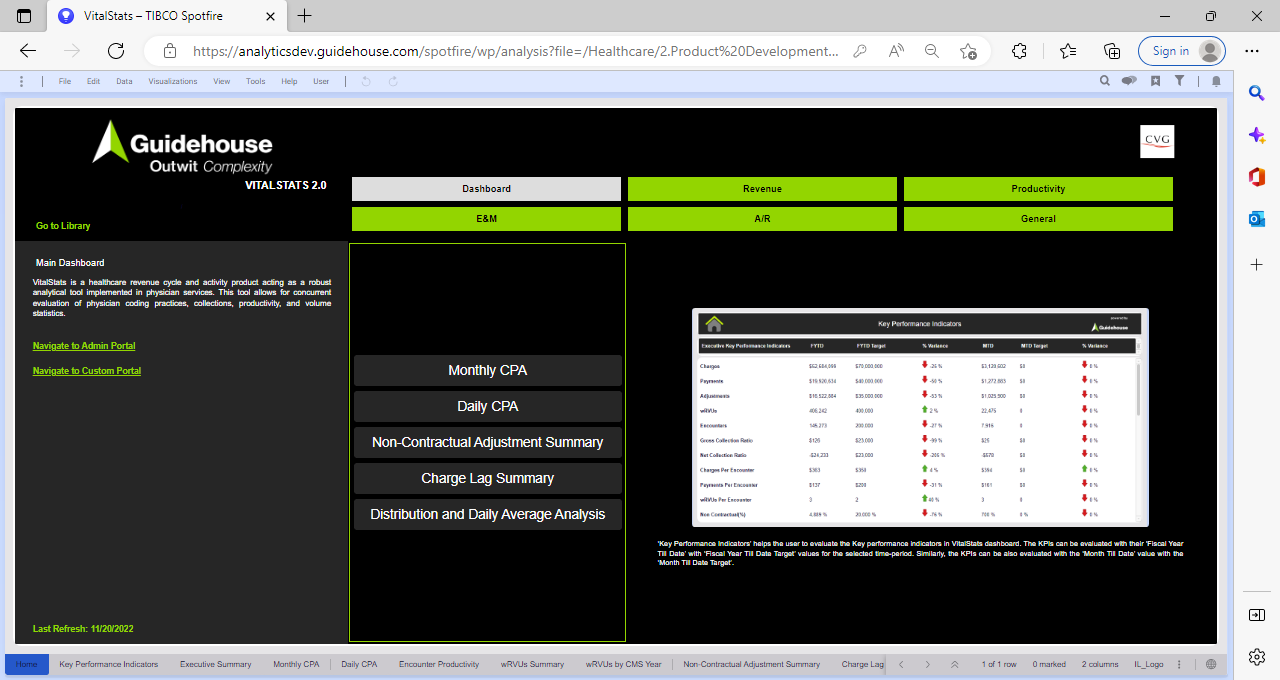 VitalStats – TIBCO Spotfire
https://analyticsdev.guidehouse.com/spotfire/wp/analysis?file=/Healthcare/2.Product%20Development...
Sign in
File Edit Data Visualizations View Tools Help User
Guidehouse
Outwit Complexity
CVG
VITALSTATS 2.0
Dashboard Revenue Productivity
E&M A/R General
Go to Library
Main Dashboard
VitalStats is a healthcare revenue cycle and activity product acting as a robust
analytical tool implemented in physician services. This tool allows for concurrent
evaluation of physician coding practices, collections, productivity, and volume
statistics.
Navigate to Admin Portal
Navigate to Custom Portal
Monthly CPA
Daily CPA
Non-Contractual Adjustment Summary
Charge Lag Summary
Distribution and Daily Average Analysis
Key Performance Indicators
Guidehouse
Executive Key Performance Indicators FYTD FYTD Target % Variance MTD MTD Target % Variance
Charges $52,684,099 $70,000,000 -25 % $3,120,602 $0 0 %
Payments $19,920,634 $40,000,000 -50 % $1,272,883 $0 0 %
Adjustments $16,522,884 $35,000,000 -53 % $1,025,900 $0 0 %
wRVUs 405,242 400,000 2 % 22,475 0 0 %
Encounters 145,273 200,000 -27 % 7,916 0 0 %
Gross Collection Ratio $125 $23,000 -99 % $25 $0 0 %
Net Collection Ratio -$24,233 $23,000 -205 % -$678 $0 0 %
Charges Per Encounter $363 $350 4 % $394 $0 0 %
Payments Per Encounter $137 $200 -31 % $161 $0 0 %
wRVUs Per Encounter 3 2 40 % 3 0 0 %
Non Contractual(%) 4,889 % 20,000 % -76 % 700 % 0 % 0 %
'Key Performance Indicators' helps the user to evaluate the Key performance indicators in VitalStats dashboard. The KPIs can be evaluated with their 'Fiscal Year
Till Date' with 'Fiscal Year Till Date Target' values for the selected time-period. Similarly, the KPIs can be also evaluated with the 'Month Till Date' value with the
'Month Till Date Target'.
Last Refresh: 11/20/2022
Home Key Performance Indicators Executive Summary Monthly CPA Daily CPA Encounter Productivity wRVUs Summary wRVUs by CMS Year Non-Contractual Adjustment Summary Charge Lag 1 of 1 row 0 marked 2 columns IL_Logo